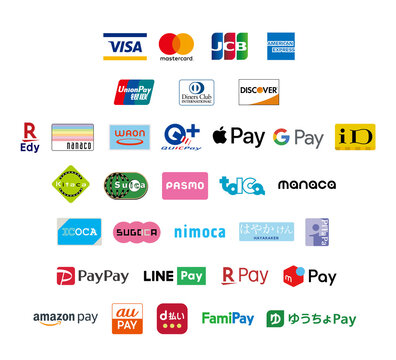 VISA mastercard JCB AMERICAN EXPRESS
UnionPay 银联 Diners Club INTERNATIONAL DISCOVER
R Edy nanaco WAON QUICPay Pay G Pay iD
Kitaca Suica PASMO toica manaca
ICOCA SUGOCA nimoca はやかけん HAYAKAKEN PiTaPa
PayPay LINE Pay R Pay Pay
amazon pay au PAY d払い FamiPay ゆうちょPay